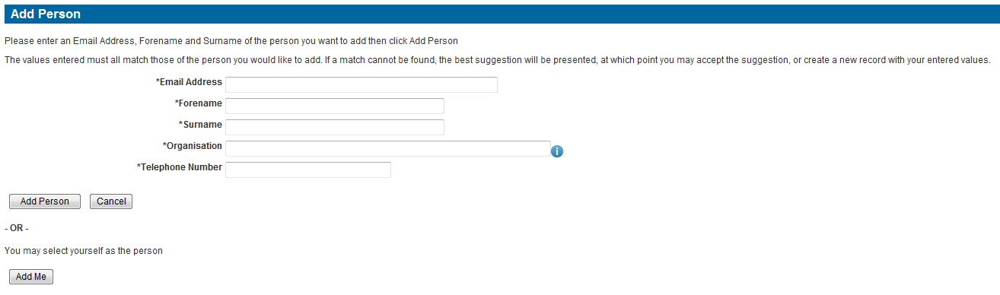 Add Person
Please enter an Email Address, Forename and Surname of the person you want to add then click Add Person
The values entered must all match those of the person you would like to add. If a match cannot be found, the best suggestion will be presented, at which point you may accept the suggestion, or create a new record with your entered values.
*Email Address
*Forename
*Surname
*Organisation
i
*Telephone Number
Add Person Cancel
- OR -
You may select yourself as the person
Add Me